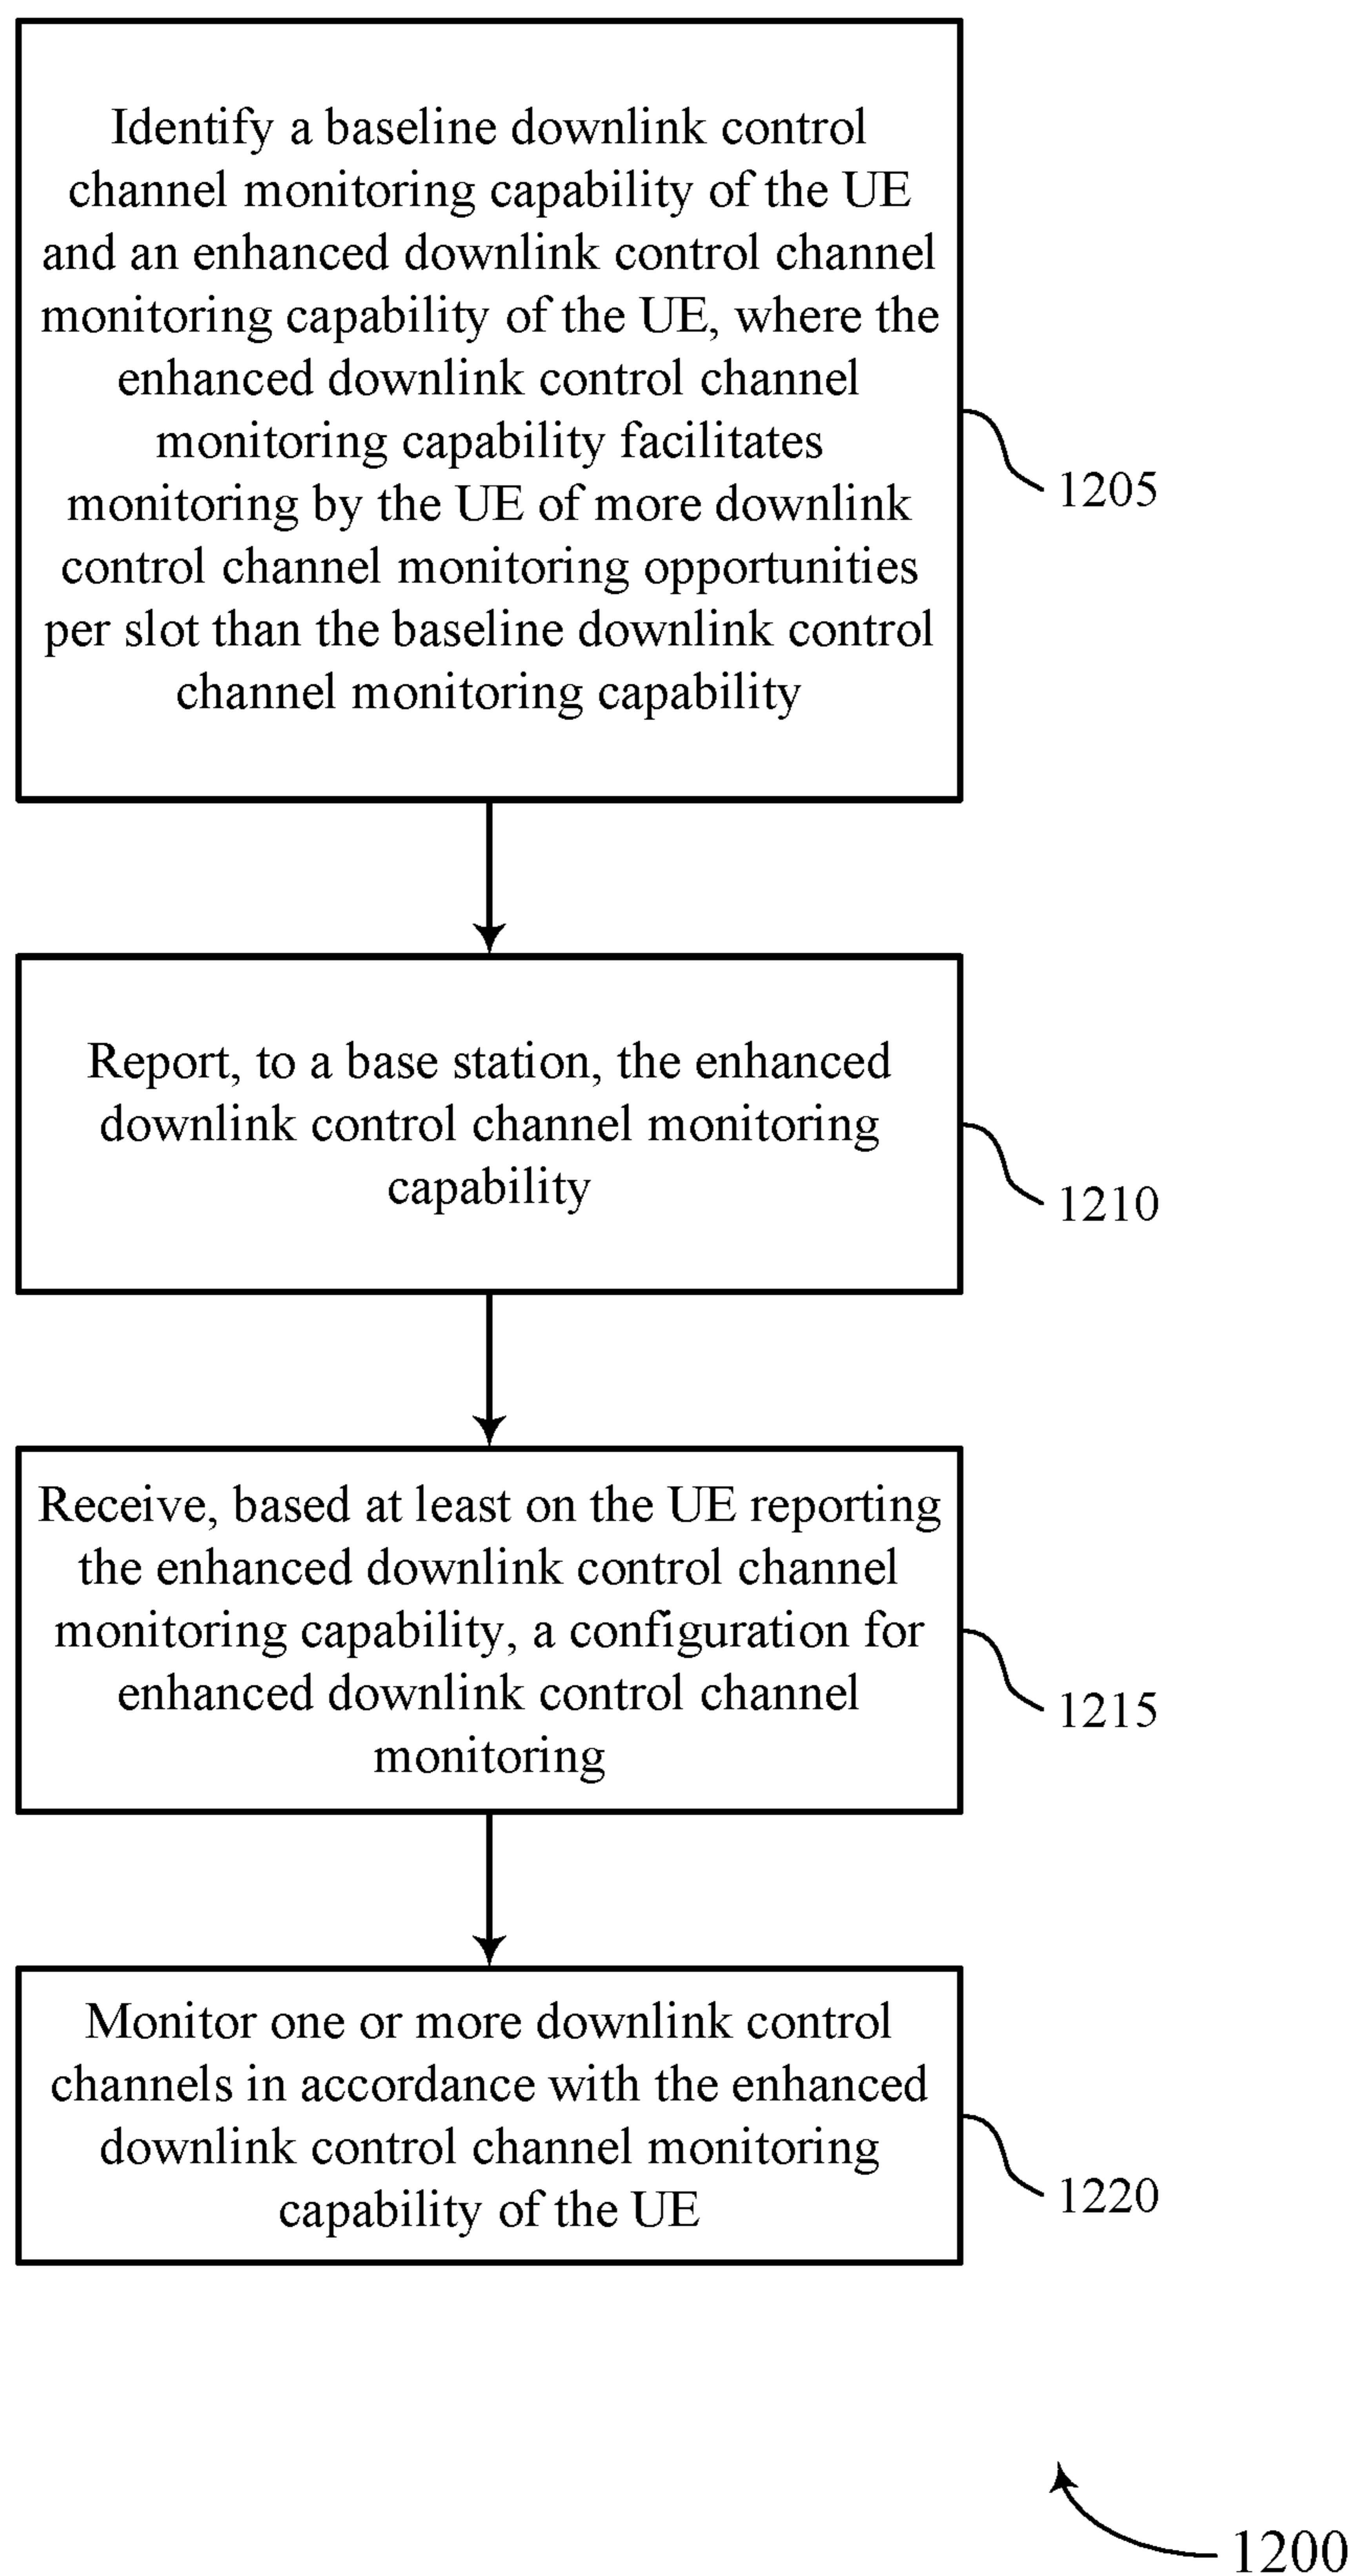 Identify a baseline downlink control
channel monitoring capability of the UE
and an enhanced downlink control channel
monitoring capability of the UE, where the
enhanced downlink control channel
monitoring capability facilitates
monitoring by the UE of more downlink
control channel monitoring opportunities
per slot than the baseline downlink control
channel monitoring capability
1205
Report, to a base station, the enhanced
downlink control channel monitoring
capability
1210
Receive, based at least on the UE reporting
the enhanced downlink control channel
monitoring capability, a configuration for
enhanced downlink control channel
monitoring
1215
Monitor one or more downlink control
channels in accordance with the enhanced
downlink control channel monitoring
capability of the UE
1220
1200